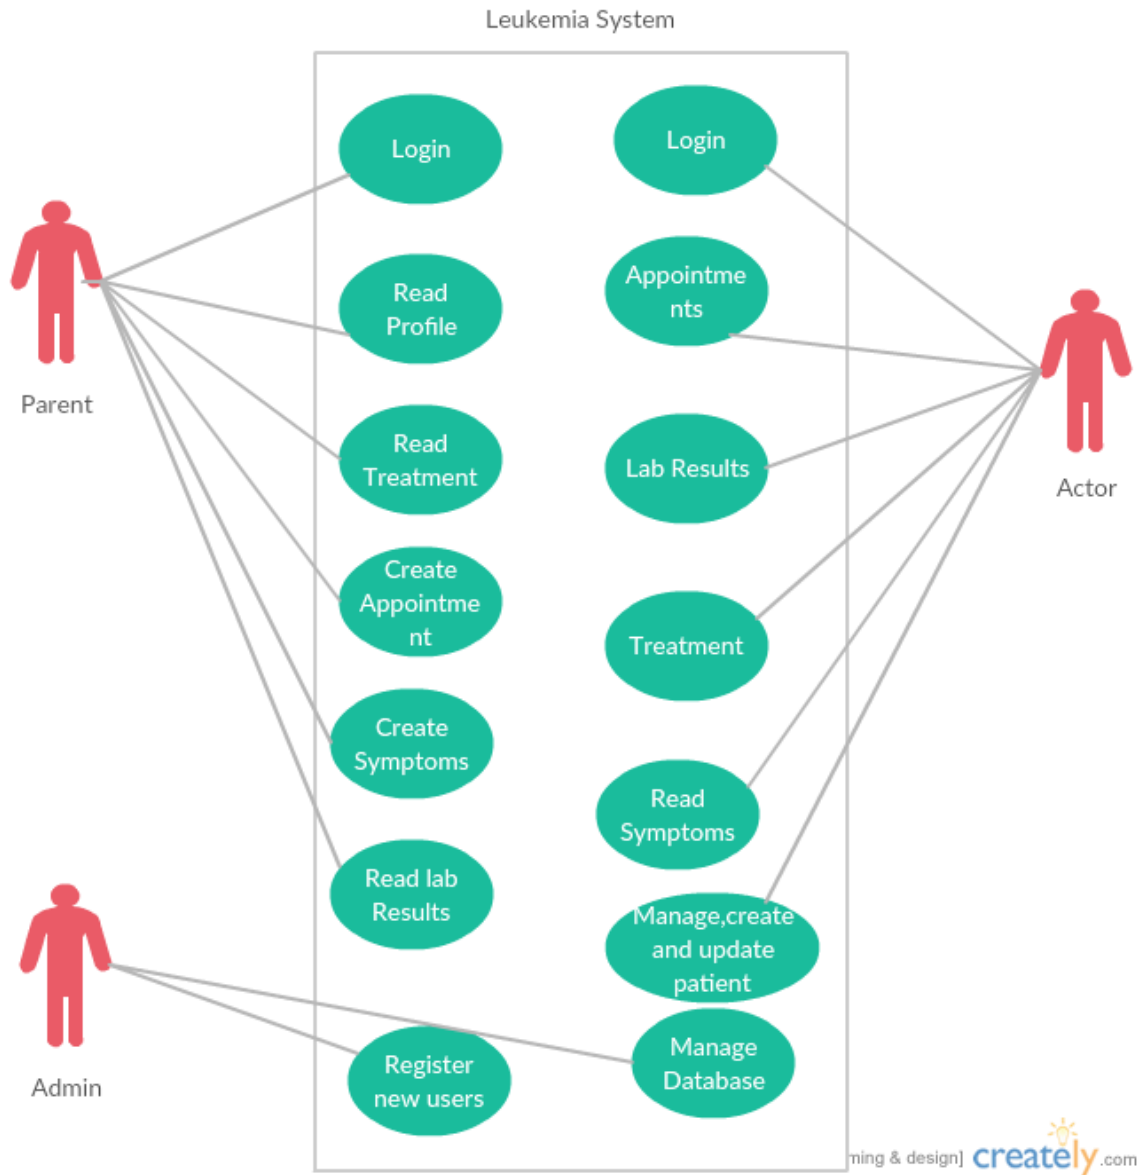 Leukemia System
Login
Login
Read
Profile
Appointme
nts
Parent
Read
Treatment
Lab Results
Actor
Create
Appointme
nt
Treatment
Create
Symptoms
Read
Symptoms
Read lab
Results
Manage,create
and update
patient
Admin
Register
new users
Manage
Database
& design]
creately.com